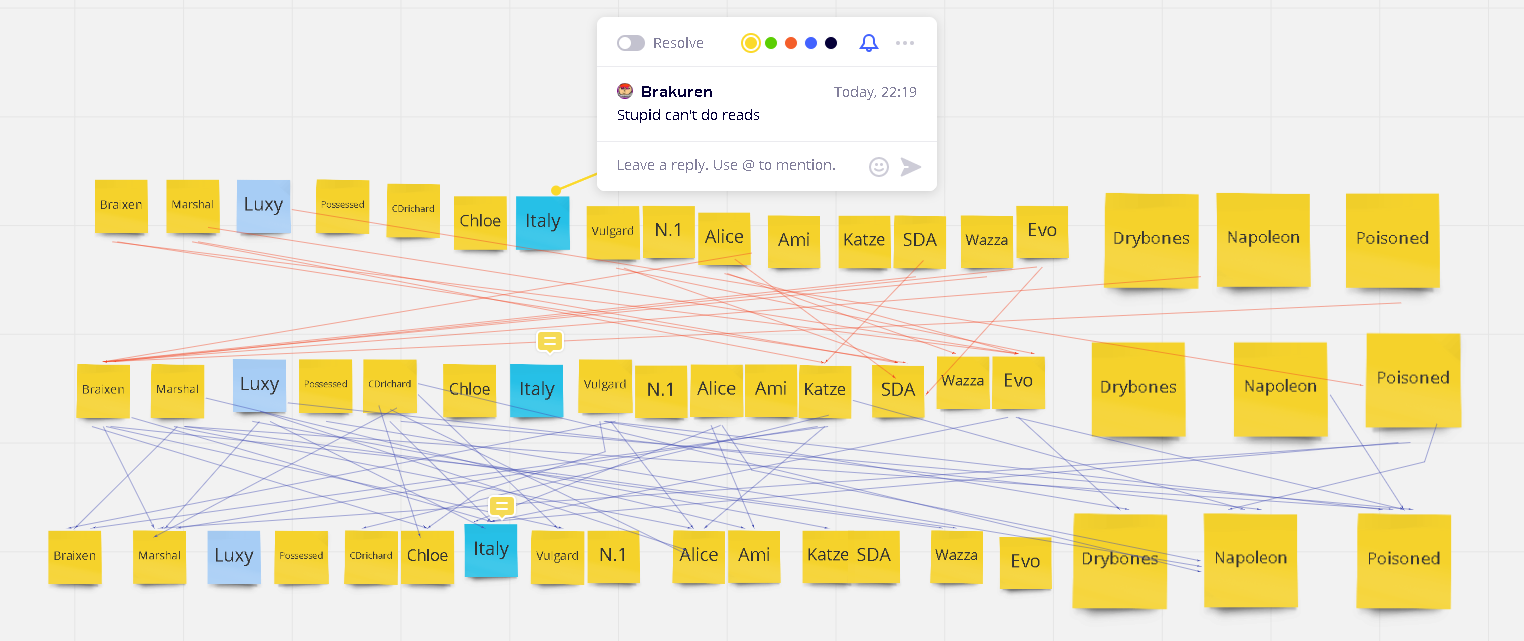 Resolve
Brakuren
Today, 22:19
Stupid can't do reads
Leave a reply. Use @ to mention.
Braixen
Marshal
Luxy
Possessed
CDrichard
Chloe
Italy
Vulgard
N.1
Alice
Ami
Katze
SDA
Wazza
Evo
Drybones
Napoleon
Poisoned
Braixen
Marshal
Luxy
Possessed
CDrichard
Chloe
Italy
Vulgard
N.1
Alice
Ami
Katze
SDA
Wazza
Evo
Drybones
Napoleon
Poisoned
Braixen
Marshal
Luxy
Possessed
CDrichard
Chloe
Italy
Vulgard
N.1
Alice
Ami
Katze
SDA
Wazza
Evo
Drybones
Napoleon
Poisoned